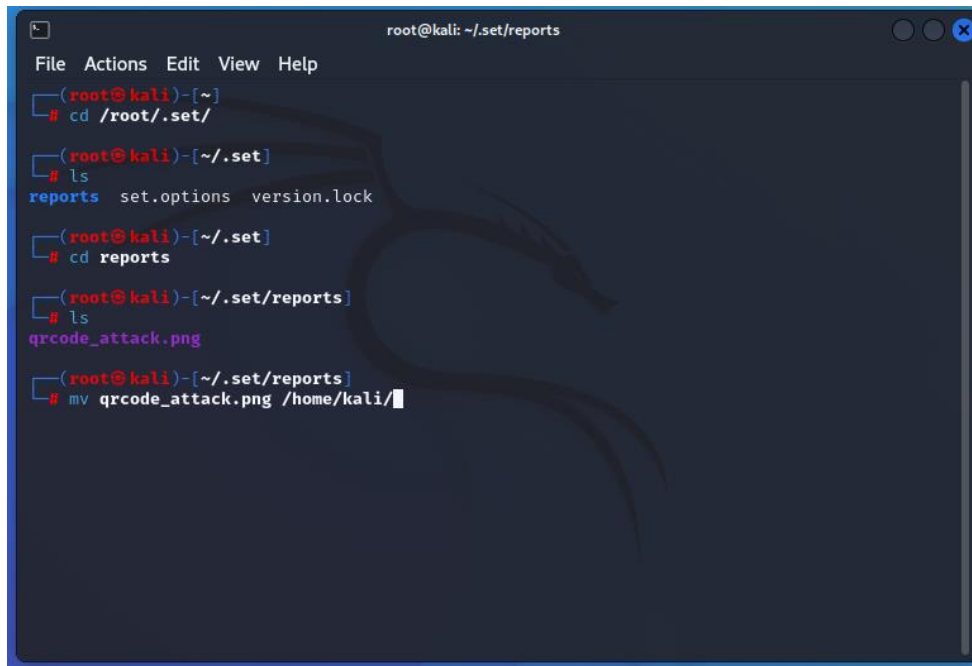 root@kali: ~/.set/reports
File Actions Edit View Help
┌──(root㉿kali)-[~]
└─# cd /root/.set/
┌──(root㉿kali)-[~/.set]
└─# ls
reports set.options version.lock
┌──(root㉿kali)-[~/.set]
└─# cd reports
┌──(root㉿kali)-[~/.set/reports]
└─# ls
qrcode_attack.png
┌──(root㉿kali)-[~/.set/reports]
└─# mv qrcode_attack.png /home/kali/